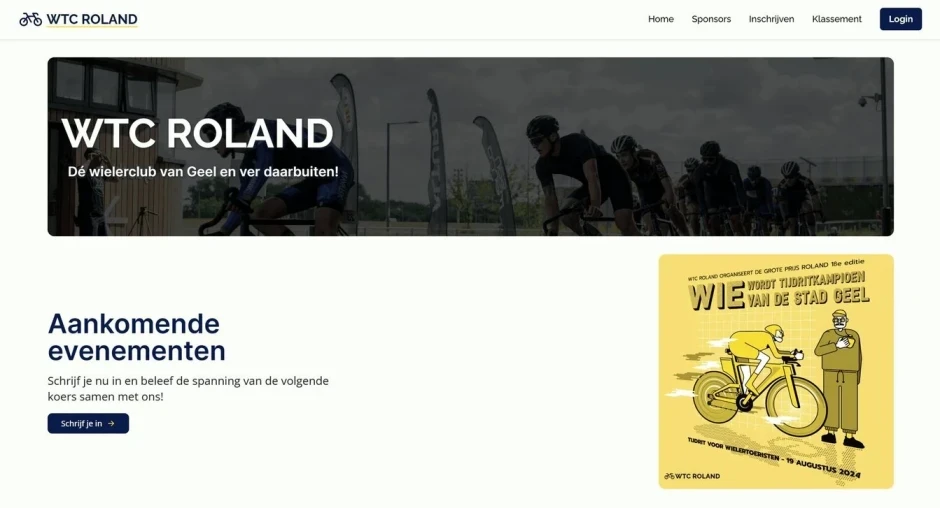 WTC ROLAND
Home
Sponsors
Inschrijven
Klassement
Login
WTC ROLAND
Dé wielerclub van Geel en ver daarbuiten!
Aankomende
evenementen
Schrijf je nu in en beleef de spanning van de volgende
koers samen met ons!
Schrijf je in →
WTC ROLAND ORGANISEERT DE GROTE PRIJS ROLAND 16e editie
WIE WORDT TIJDRITKAMPIOEN
VAN DE STAD GEEL
TIJDRIT VOOR WIELERTOERISTEN - 19 AUGUSTUS 2024
WTC ROLAND